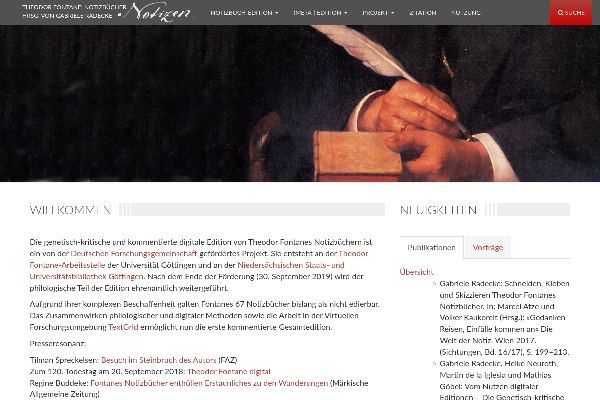 THEODOR FONTANE: NOTIZBÜCHER
HRSG. VON GABRIELE RADECKE
Notizen
NOTIZBUCH-EDITION
(META-) EDITION
PROJEKT
ZITATION
NUTZUNG
SUCHE
WILLKOMMEN
Die genetisch-kritische und kommentierte digitale Edition von Theodor Fontanes Notizbüchern ist
ein von der Deutschen Forschungsgemeinschaft gefördertes Projekt. Sie entsteht an der Theodor
Fontane-Arbeitsstelle der Universität Göttingen und an der Niedersächsischen Staats- und
Universitätsbibliothek Göttingen. Nach dem Ende der Förderung (30. September 2019) wird der
philologische Teil der Edition ehrenamtlich weitergeführt.
Aufgrund ihrer komplexen Beschaffenheit galten Fontanes 67 Notizbücher bislang als nicht edierbar.
Das Zusammenwirken philologischer und digitaler Methoden sowie die Arbeit in der Virtuellen
Forschungsumgebung TextGrid ermöglicht nun die erste kommentierte Gesamtedition.
Presseresonanz:
Tilman Spreckelsen: Besuch im Steinbruch des Autors (FAZ)
Zum 120. Todestag am 20. September 2018: Theodor Fontane digital
Regine Buddeke: Fontanes Notizbücher enthüllen Erstaunliches zu den Wanderungen (Märkische
Allgemeine Zeitung)
NEUIGKEITEN
Publikationen
Vorträge
Übersicht
Gabriele Radecke: Schneiden, Kleben
und Skizzieren Theodor Fontanes
Notizbücher. In: Marcel Atze und
Volker Kaukoreit (Hrsg.): »Gedanken
Reisen, Einfälle kommen an« Die
Welt der Notiz. Wien 2017.
(Sichtungen, Bd. 16/17), S. 199–213.
Gabriele Radecke, Heike Neuroth,
Martin de la Iglesia und Mathias
Göbel: Vom Nutzen digitaler
Editionen – Die Genetisch-kritische